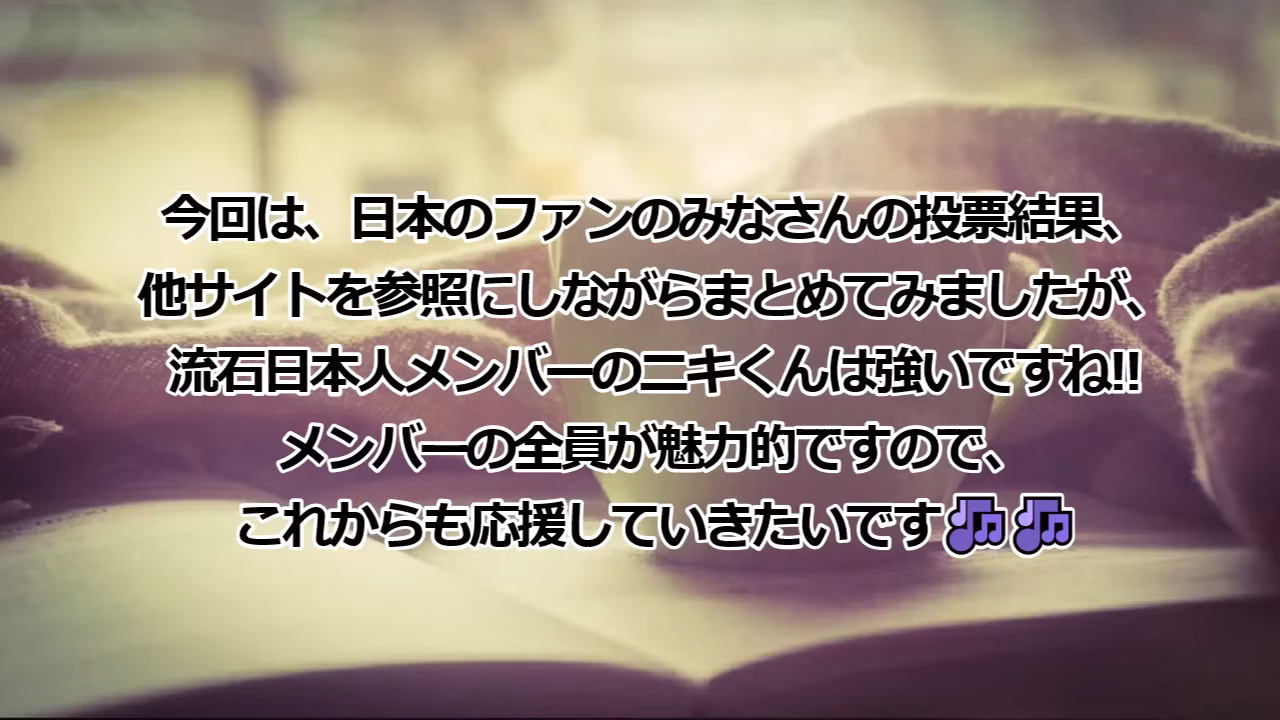 今回は、日本のファンのみなさんの投票結果、
他サイトを参照にしながらまとめてみましたが、
流石日本人メンバーのニキくんは強いですね!!
メンバーの全員が魅力的ですので、
これからも応援していきたいです🎶🎶